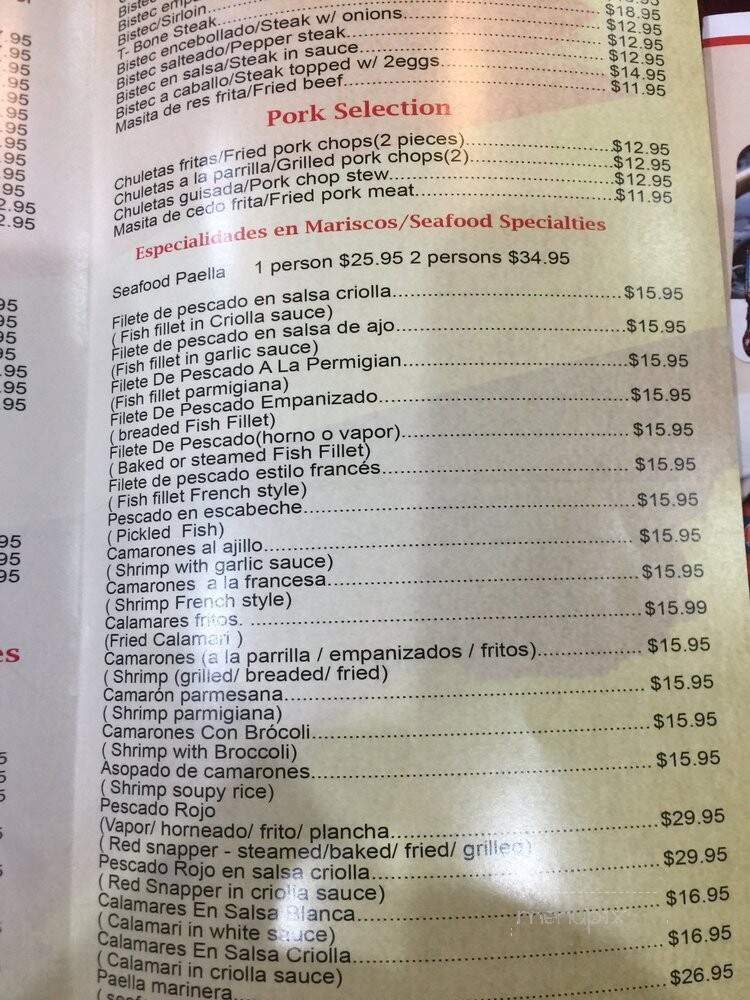 Bistec
Bistec emp
Bistec/Sirloin
T- Bone Steak $18.95
Bistec encebollado/Steak w/ onions $12.95
Bistec salteado/Pepper steak $12.95
Bistec en salsa/Steak in sauce $12.95
Bistec a caballo/Steak topped w/ 2eggs $14.95
Masita de res frita/Fried beef $11.95
Pork Selection
Chuletas fritas/Fried pork chops(2 pieces) $12.95
Chuletas a la parrilla/Grilled pork chops(2) $12.95
Chuletas guisada/Pork chop stew $12.95
Masita de cedo frita/Fried pork meat $11.95
Especialidades en Mariscos/Seafood Specialties
Seafood Paella 1 person $25.95 2 persons $34.95
Filete de pescado en salsa criolla $15.95
( Fish fillet in Criolla sauce)
Filete de pescado en salsa de ajo $15.95
(Fish fillet in garlic sauce)
Filete De Pescado A La Permigian $15.95
(Fish fillet parmigiana)
Filete De Pescado Empanizado $15.95
( breaded Fish Fillet)
Filete De Pescado(horno o vapor) $15.95
( Baked or steamed Fish Fillet)
Filete de pescado estilo francés $15.95
( Fish fillet French style)
Pescado en escabeche $15.95
( Pickled Fish)
Camarones al ajillo $15.95
( Shrimp with garlic sauce)
Camarones a la francesa $15.95
( Shrimp French style)
Calamares fritos. $15.99
(Fried Calamari )
Camarones (a la parrilla / empanizados / fritos) $15.95
( Shrimp (grilled/ breaded/ fried)
Camarón parmesana $15.95
( Shrimp parmigiana)
Camarones Con Brócoli $15.95
( Shrimp with Broccoli)
Asopado de camarones $15.95
( Shrimp soupy rice)
Pescado Rojo
(Vapor/ horneado/ frito/ plancha $29.95
( Red snapper - steamed/baked/ fried/ grilled)
Pescado Rojo en salsa criolla $29.95
( Red Snapper in criolla sauce)
Calamares En Salsa Blanca $16.95
( Calamari in white sauce)
Calamares En Salsa Criolla $16.95
( Calamari in criolla sauce)
Paella marinera $26.95
menupix